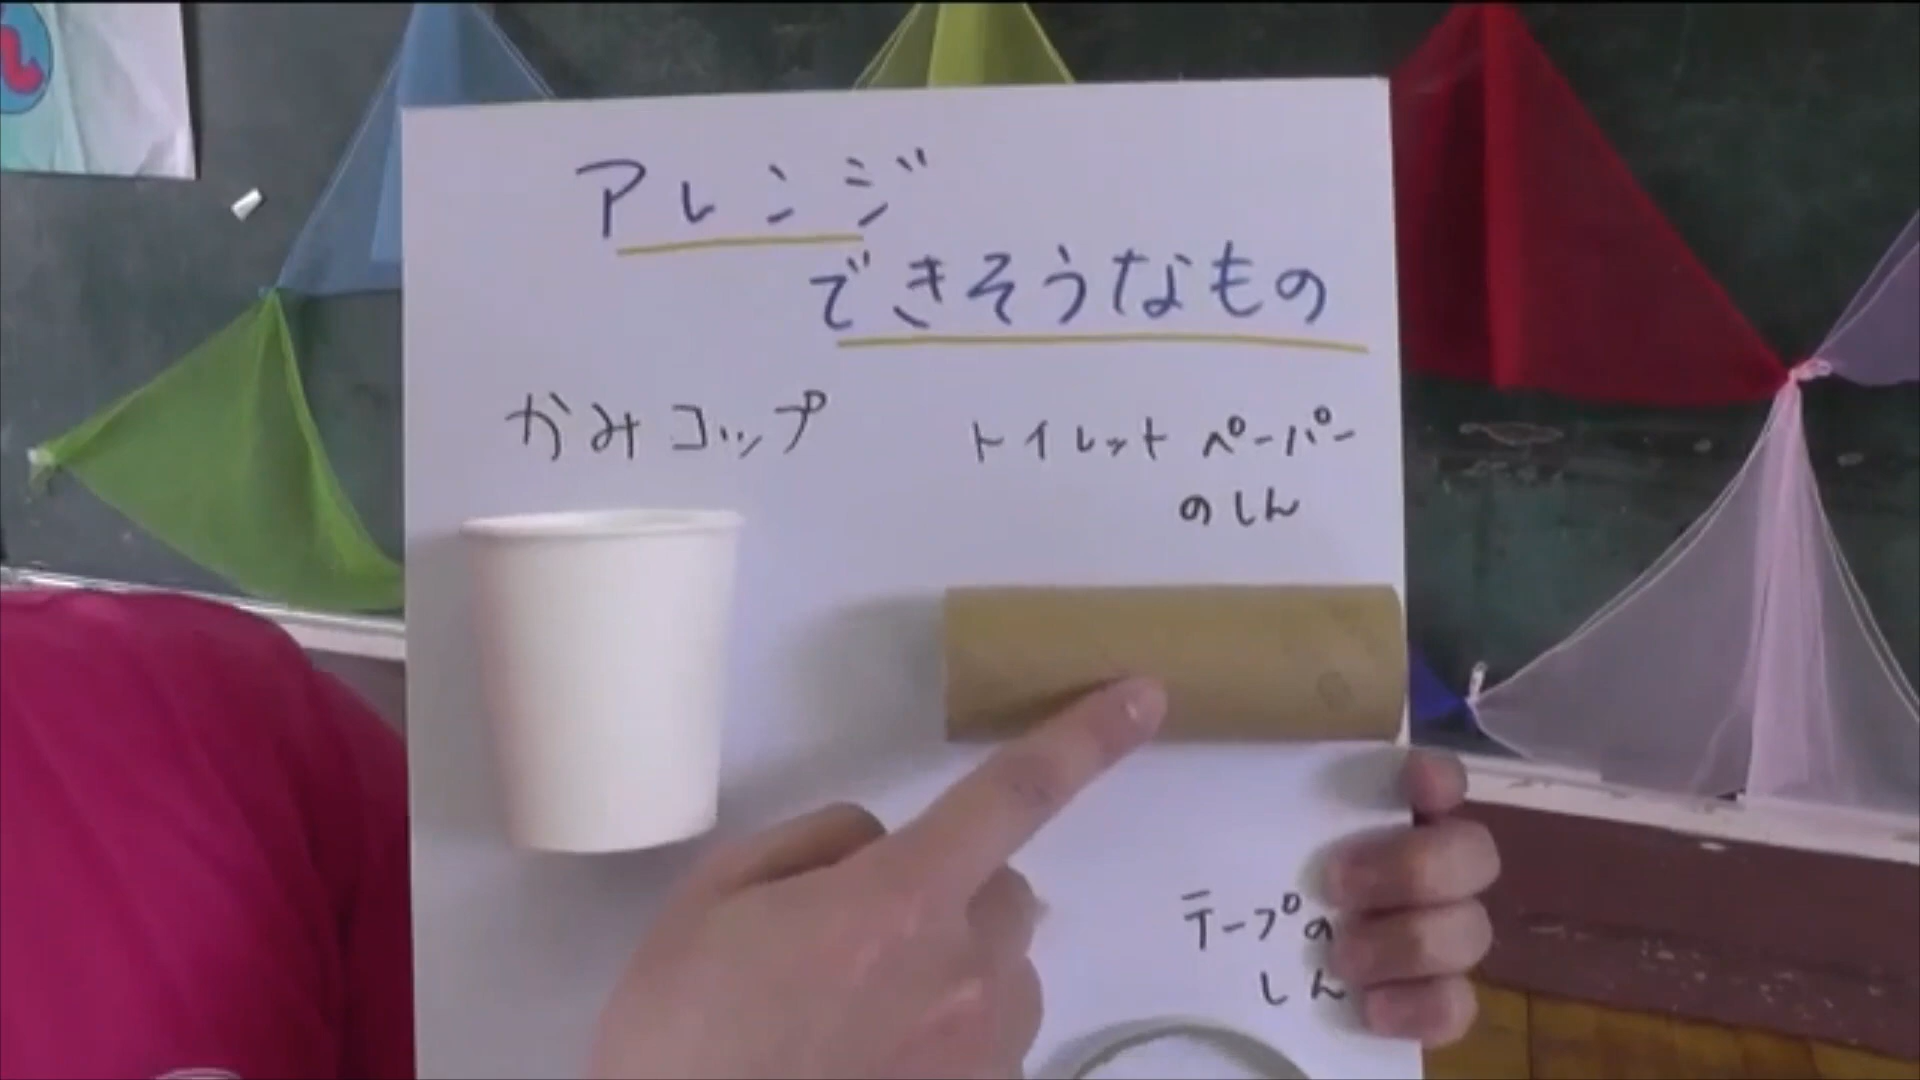 アレンジ
できそうなもの
かみコップ
トイレットペーパー
のしん
テープの
しん